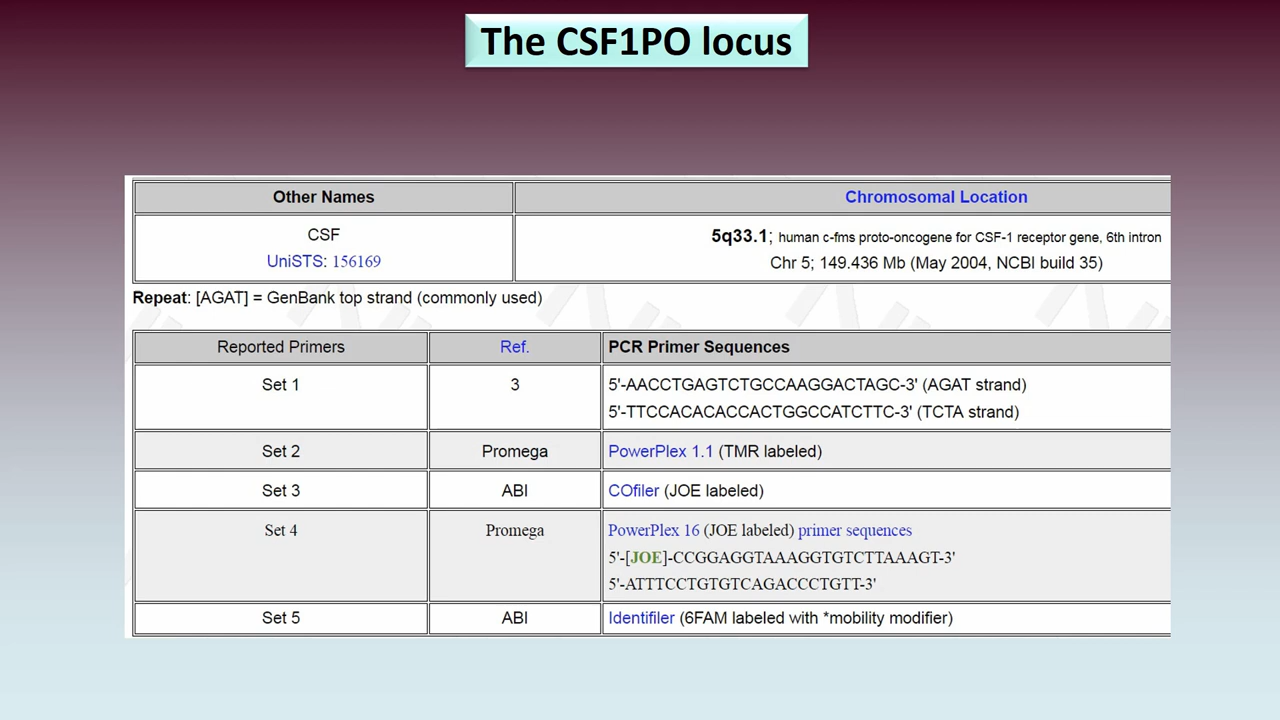 The CSF1PO locus
Other Names
Chromosomal Location
CSF
UniSTS: 156169
5q33.1; human c-fms proto-oncogene for CSF-1 receptor gene, 6th intron
Chr 5; 149.436 Mb (May 2004, NCBI build 35)
Repeat: [AGAT] = GenBank top strand (commonly used)
Reported Primers
Ref.
PCR Primer Sequences
Set 1
3
5'-AACCTGAGTCTGCCAAGGACTAGC-3' (AGAT strand)
5'-TTCCACACACCACTGGCCATCTTC-3' (TCTA strand)
Set 2
Promega
PowerPlex 1.1 (TMR labeled)
Set 3
ABI
COfiler (JOE labeled)
Set 4
Promega
PowerPlex 16 (JOE labeled) primer sequences
5'-[JOE]-CCGGAGGTAAAGGTGTCTTAAAGT-3'
5'-ATTTCCTGTGTCAGACCCTGTT-3'
Set 5
ABI
Identifiler (6FAM labeled with *mobility modifier)